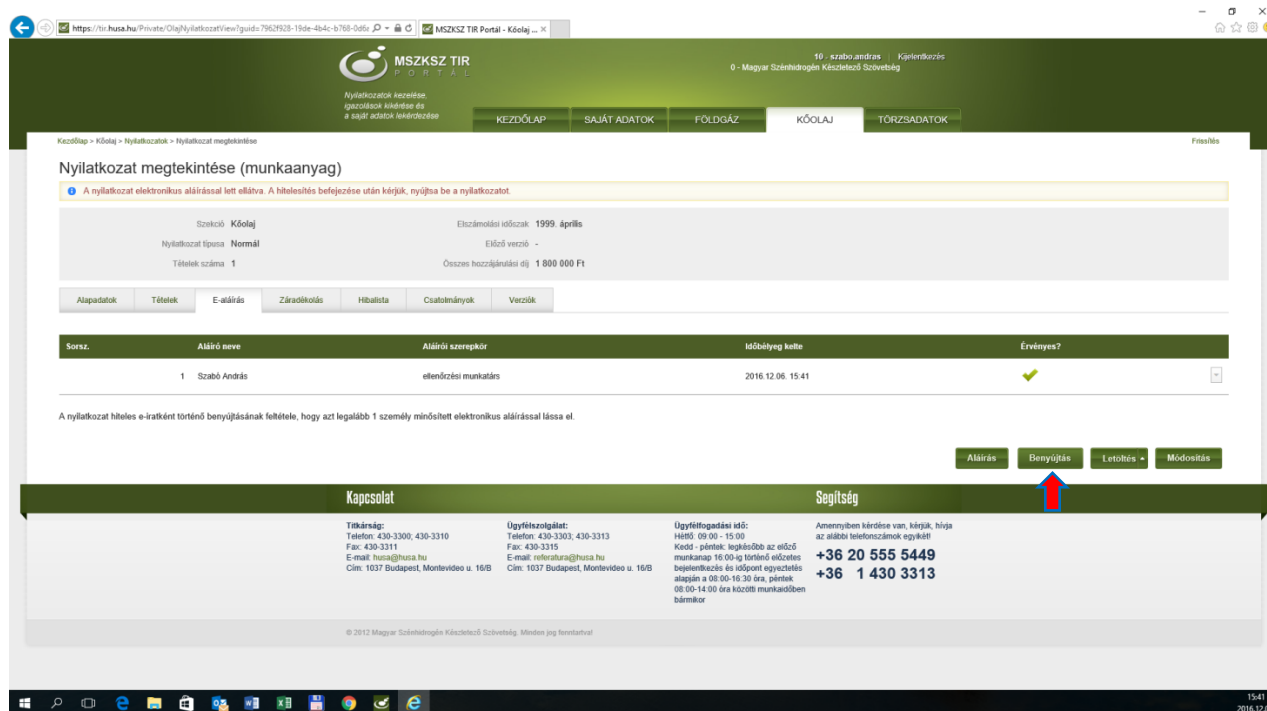 https://tir.husa.hu/Private/OlajNyilatkozatView?guid=7962f928-19de-4b4c-b768-0d6
MSZKSZ TIR Portál - Kőolaj ...
MSZKSZ TIR
PORTÁL
Nyilatkozatok kezelése,
igazolások kikérése és
a saját adatok lekérdezése
10 - szabo.andras Kijelentkezés
0 - Magyar Szénhidrogén Készletező Szövetség
KEZDŐLAP SAJÁT ADATOK FÖLDGÁZ KŐOLAJ TÖRZSADATOK
Kezdőlap > Kőolaj > Nyilatkozatok > Nyilatkozat megtekintése
Frissítés
Nyilatkozat megtekintése (munkaanyag)
A nyilatkozat elektronikus aláírással lett ellátva. A hitelesítés befejezése után kérjük, nyújtsa be a nyilatkozatot.
Szekció Kőolaj Elszámolási időszak 1999. április
Nyilatkozat típusa Normál Előző verzió -
Tételek száma 1 Összes hozzájárulási díj 1 800 000 Ft
Alapadatok Tételek E-aláírás Záradékolás Hibalista Csatolmányok Verziók
Sorsz. Aláíró neve Aláírói szerepkör Időbélyeg kelte Érvényes?
1 Szabó András ellenőrzési munkatárs 2016.12.06. 15:41
A nyilatkozat hiteles e-iratként történő benyújtásának feltétele, hogy azt legalább 1 személy minősített elektronikus aláírással lássa el.
Aláírás Benyújtás Letöltés Módosítás
Kapcsolat
Titkárság:
Telefon: 430-3300; 430-3310
Fax: 430-3311
E-mail: husa@husa.hu
Cím: 1037 Budapest, Montevideo u. 16/B
Ügyfélszolgálat:
Telefon: 430-3303; 430-3313
Fax: 430-3315
E-mail: referatura@husa.hu
Cím: 1037 Budapest, Montevideo u. 16/B
Ügyfélfogadási idő:
Hétfő: 09:00 - 15:00
Kedd - péntek: legkésőbb az előző
munkanap 16:00-ig történő előzetes
bejelentkezés és időpont egyeztetés
alapján a 08:00-16:30 óra, péntek
08:00-14:00 óra közötti munkaidőben
bármikor
Segítség
Amennyiben kérdése van, kérjük, hívja
az alábbi telefonszámok egyikét!
+36 20 555 5449
+36 1 430 3313
© 2012 Magyar Szénhidrogén Készletező Szövetség. Minden jog fenntartva!
15:41
2016.12.